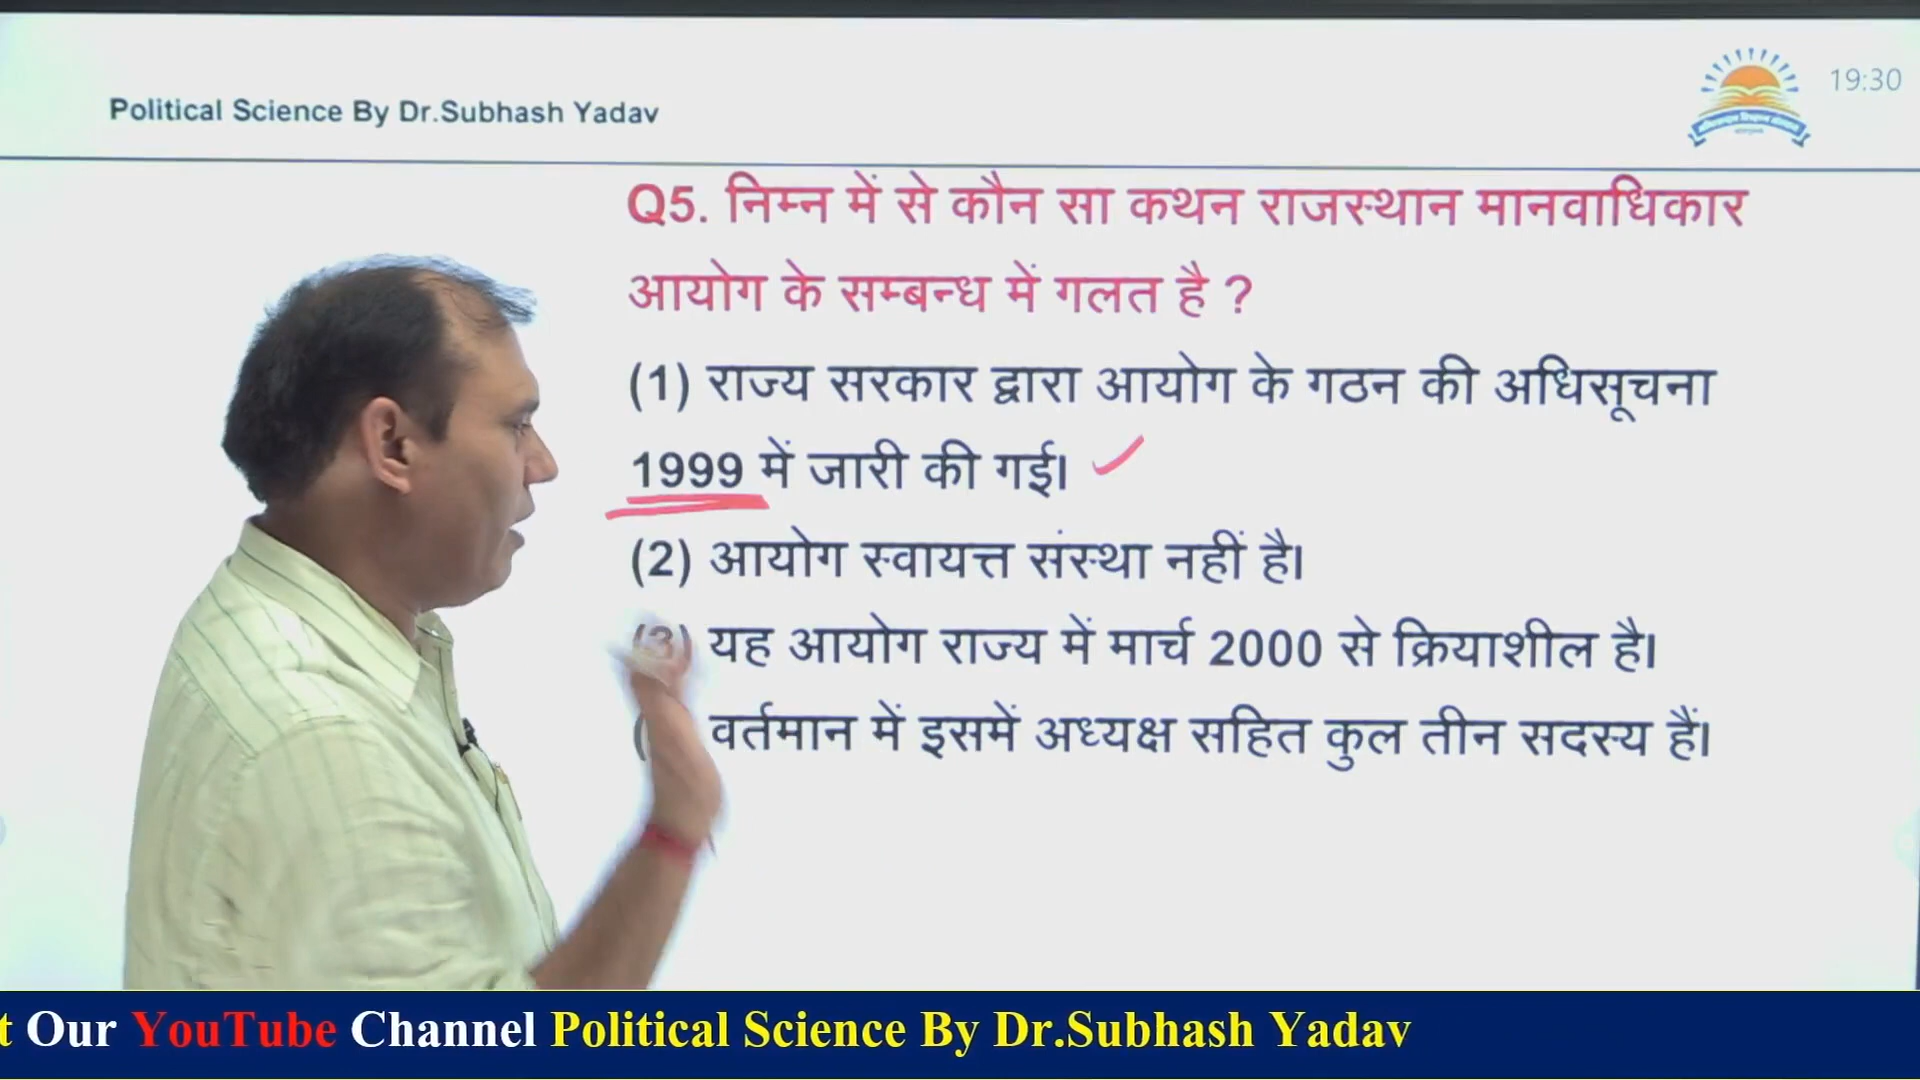 Political Science By Dr.Subhash Yadav
19:30
Q5. निम्न में से कौन सा कथन राजस्थान मानवाधिकार
आयोग के सम्बन्ध में गलत है ?
(1) राज्य सरकार द्वारा आयोग के गठन की अधिसूचना
1999 में जारी की गई।
(2) आयोग स्वायत्त संस्था नहीं है।
(3) यह आयोग राज्य में मार्च 2000 से क्रियाशील है।
( वर्तमान में इसमें अध्यक्ष सहित कुल तीन सदस्य हैं।
t Our YouTube Channel Political Science By Dr.Subhash Yadav